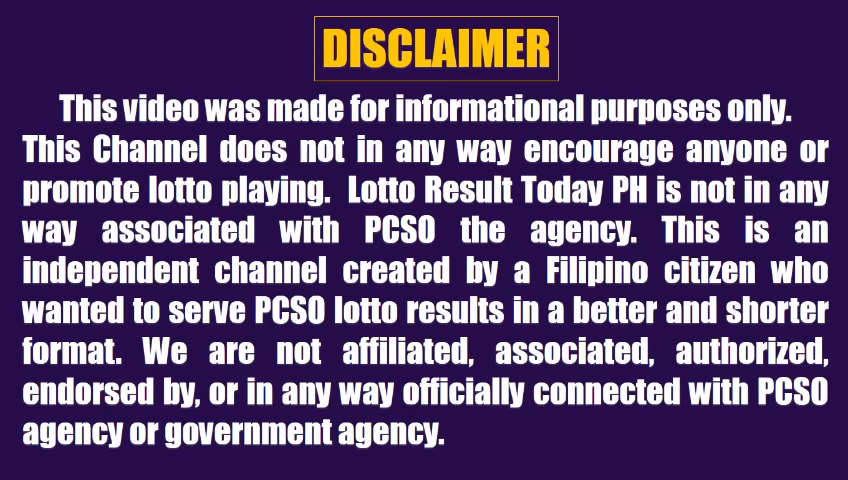 DISCLAIMER
This video was made for informational purposes only.
This Channel does not in any way encourage anyone or
promote lotto playing. Lotto Result Today PH is not in any
way associated with PCSO the agency. This is an
independent channel created by a Filipino citizen who
wanted to serve PCSO lotto results in a better and shorter
format. We are not affiliated, associated, authorized,
endorsed by, or in any way officially connected with PCSO
agency or government agency.